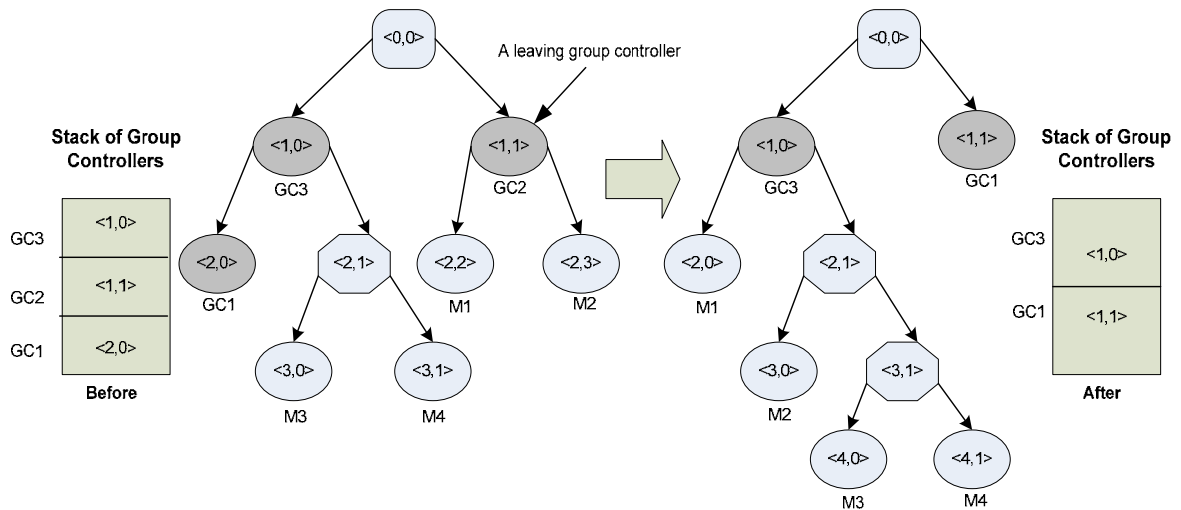 <0,0>
A leaving group controller
<0,0>
Stack of Group
Controllers
<1,0>
GC3
<1,1>
GC2
<1,0>
GC3
<1,1>
GC1
Stack of Group
Controllers
GC3
<1,0>
GC2
<1,1>
GC1
<2,0>
Before
<2,0>
GC1
<2,1>
<2,2>
M1
<2,3>
M2
<3,0>
M3
<3,1>
M4
<2,0>
M1
<2,1>
<3,0>
M2
<3,1>
<4,0>
M3
<4,1>
M4
GC3
<1,0>
GC1
<1,1>
After